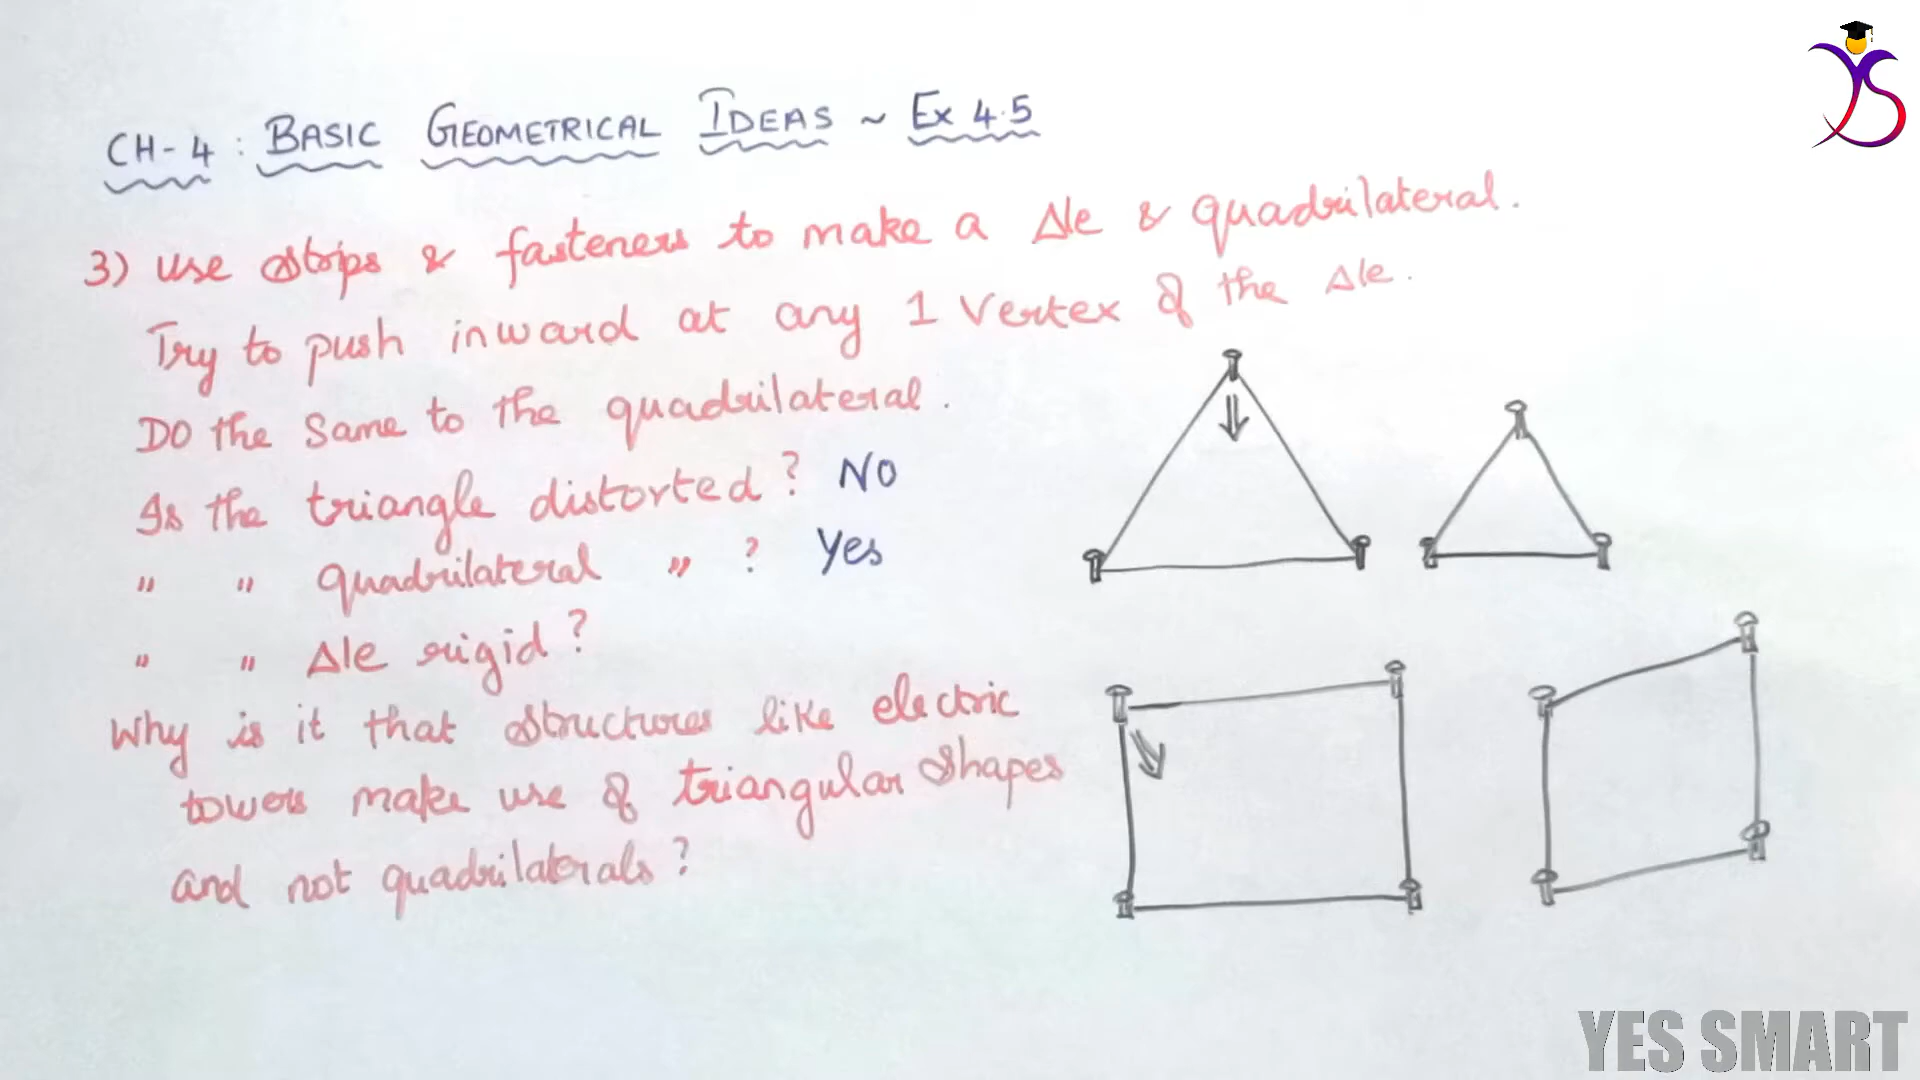 CH-4 : BASIC GEOMETRICAL IDEAS ~ Ex 4.5
3) Use strips & fasteners to make a Δle & quadrilateral.
Try to push inward at any 1 Vertex of the Δle.
Do the same to the quadrilateral.
Is the triangle distorted? No
" " quadrilateral " ? Yes
" " Δle rigid?
Why is it that structures like electric
towers make use of triangular shapes
and not quadrilaterals?
YES SMART